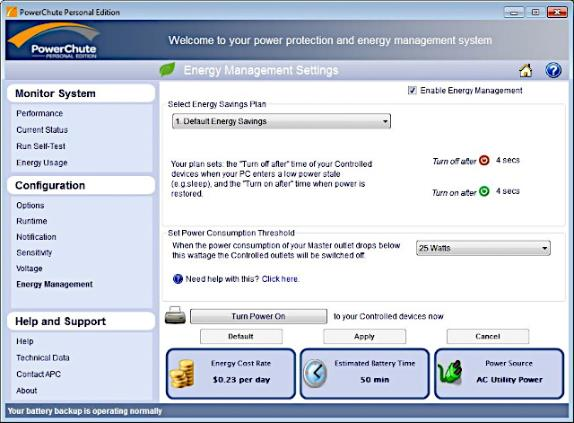 PowerChute Personal Edition
PowerChute
PERSONAL EDITION
Welcome to your power protection and energy management system
Energy Management Settings
Monitor System
Performance
Current Status
Run Self-Test
Energy Usage
Configuration
Options
Runtime
Notification
Sensitivity
Voltage
Energy Management
Help and Support
Help
Technical Data
Contact APC
About
Enable Energy Management
Select Energy Savings Plan
1. Default Energy Savings
Your plan sets: the "Turn off after" time of your Controlled
devices when your PC enters a low power state
(e.g.sleep), and the "Turn on after" time when power is
restored.
Turn off after 4 secs
Turn on after 4 secs
Set Power Consumption Threshold
When the power consumption of your Master outlet drops below
this wattage the Controlled outlets will be switched off.
25 Watts
Need help with this? Click here.
Turn Power On to your Controlled devices now
Default Apply Cancel
Energy Cost Rate
$0.23 per day
Estimated Battery Time
50 min
Power Source
AC Utility Power
Your battery backup is operating normally